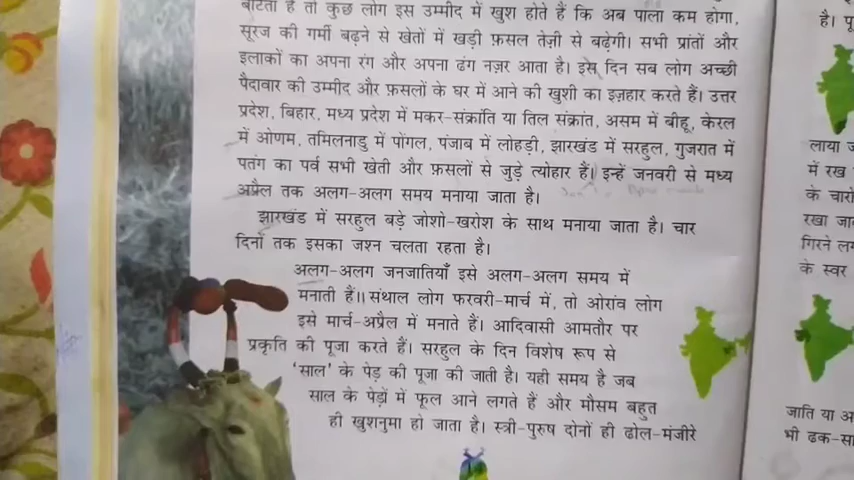 बाँटता है तो कुछ लोग इस उम्मीद में खुश होते हैं कि अब पाला कम होगा,
सूरज की गर्मी बढ़ने से खेतों में खड़ी फ़सल तेज़ी से बढ़ेगी। सभी प्रांतों और
इलाकों का अपना रंग और अपना ढंग नज़र आता है। इस दिन सब लोग अच्छी
पैदावार की उम्मीद और फ़सलों के घर में आने की खुशी का इज़हार करते हैं। उत्तर
प्रदेश, बिहार, मध्य प्रदेश में मकर-संक्रांति या तिल संक्रांत, असम में बीहू, केरल
में ओणम, तमिलनाडु में पोंगल, पंजाब में लोहड़ी, झारखंड में सरहुल, गुजरात में
पतंग का पर्व सभी खेती और फ़सलों से जुड़े त्योहार हैं। इन्हें जनवरी से मध्य
अप्रैल तक अलग-अलग समय मनाया जाता है।
झारखंड में सरहुल बड़े जोशो-खरोश के साथ मनाया जाता है। चार
दिनों तक इसका जश्न चलता रहता है।
अलग-अलग जनजातियाँ इसे अलग-अलग समय में
मनाती हैं। संथाल लोग फरवरी-मार्च में, तो ओरांव लोग
इसे मार्च-अप्रैल में मनाते हैं। आदिवासी आमतौर पर
प्रकृति की पूजा करते हैं। सरहुल के दिन विशेष रूप से
'साल' के पेड़ की पूजा की जाती है। यही समय है जब
साल के पेड़ों में फूल आने लगते हैं और मौसम बहुत
ही खुशनुमा हो जाता है। स्त्री-पुरुष दोनों ही ढोल-मंजीरे
है।
लाया
में रख
के चारों
रखा
गिरने
के स्वर
जाति या
भी